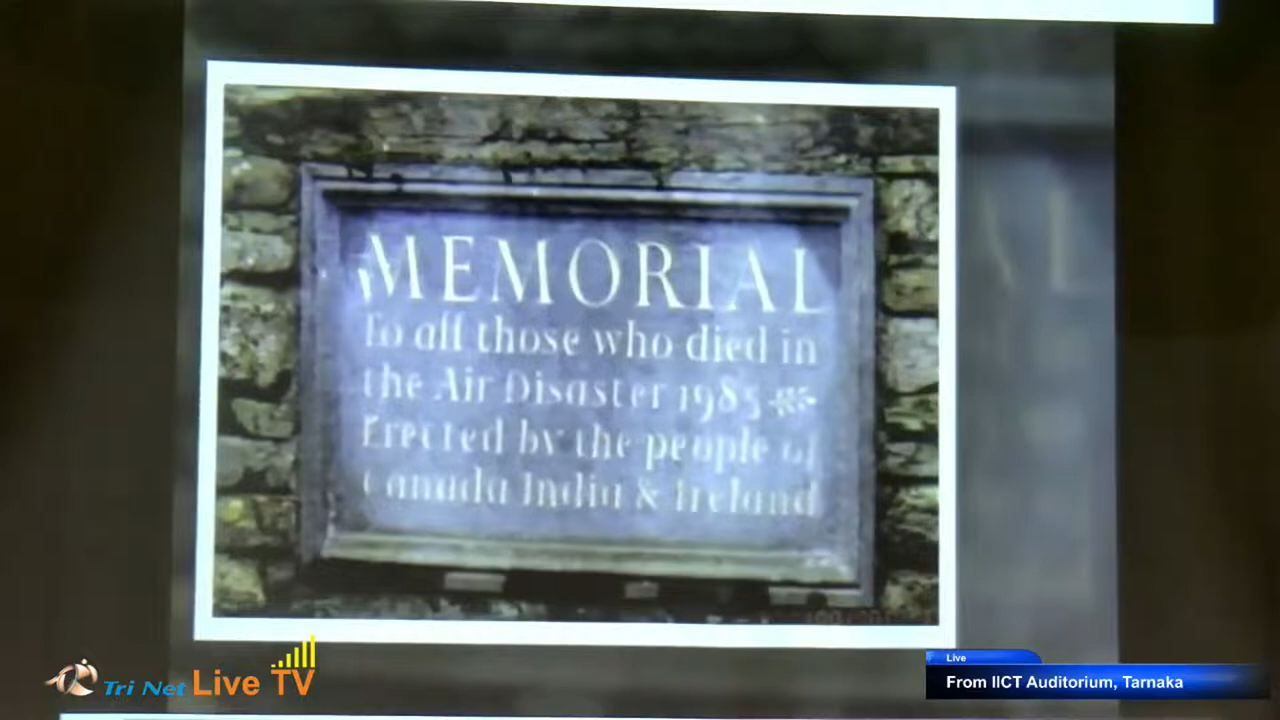 MEMORIAL
To all those who died in
the Air Disaster 1985
Erected by the people of
Canada India & Ireland
Tri Net Live TV
Live
From IICT Auditorium, Tarnaka